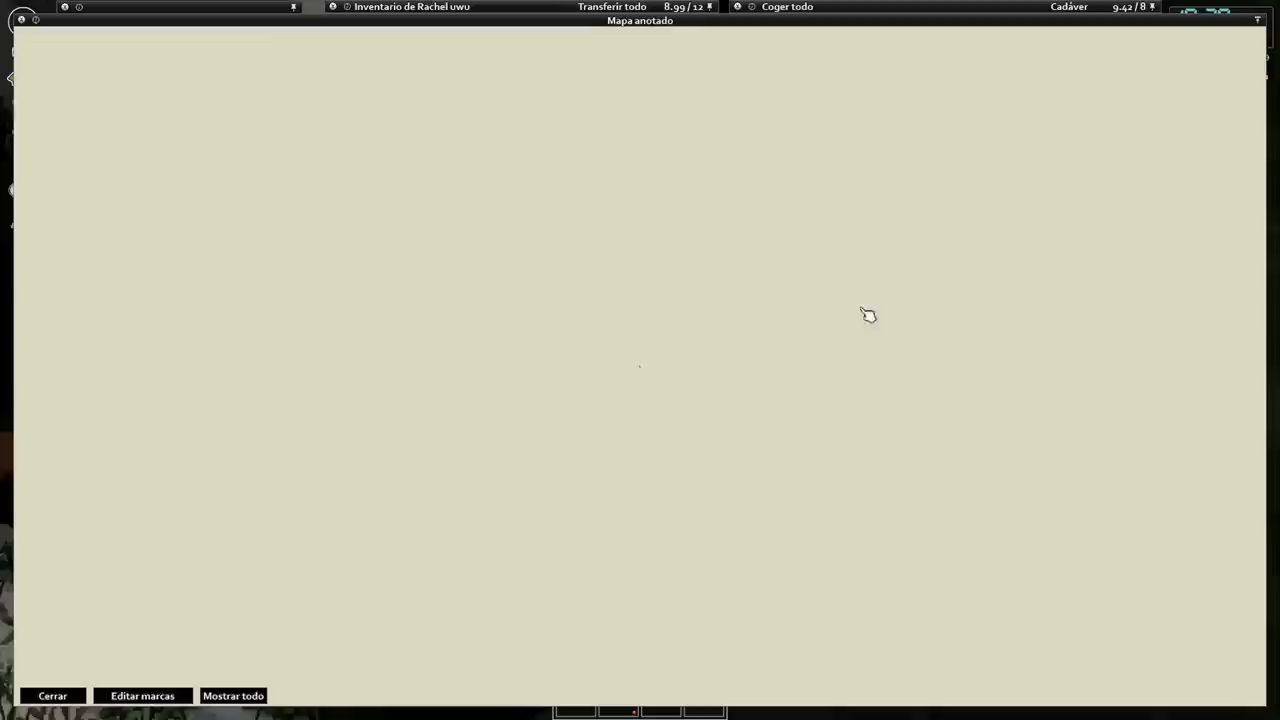 Inventario de Rachel uwu
Transferir todo
8.99 / 12
Coger todo
Cadáver
9.42 / 8
Mapa anotado
Cerrar
Editar marcas
Mostrar todo